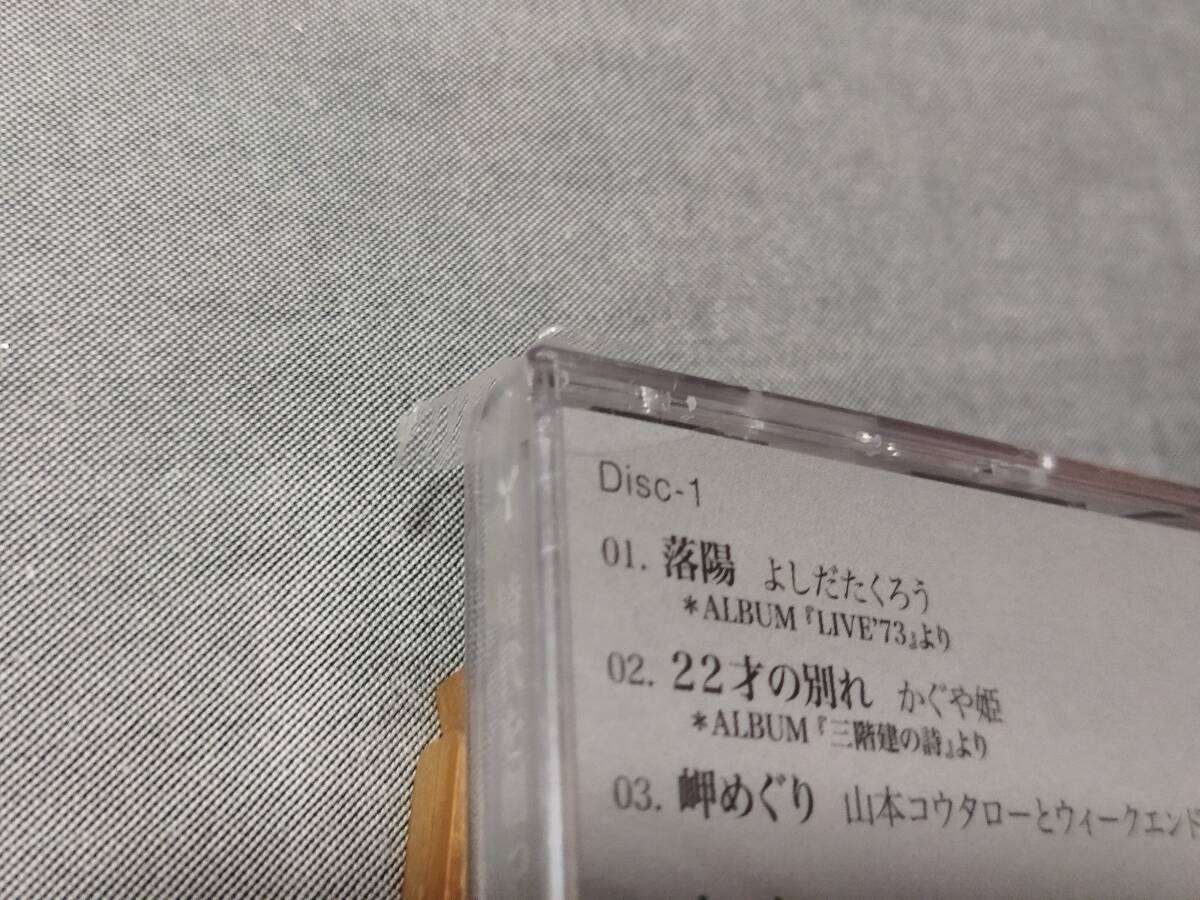 Disc-1
01. 落陽 よしだたくろう
*ALBUM『LIVE'73』より
02. 22才の別れ かぐや姫
*ALBUM『三階建の詩』より
03. 岬めぐり 山本コウタローとウィークエンド